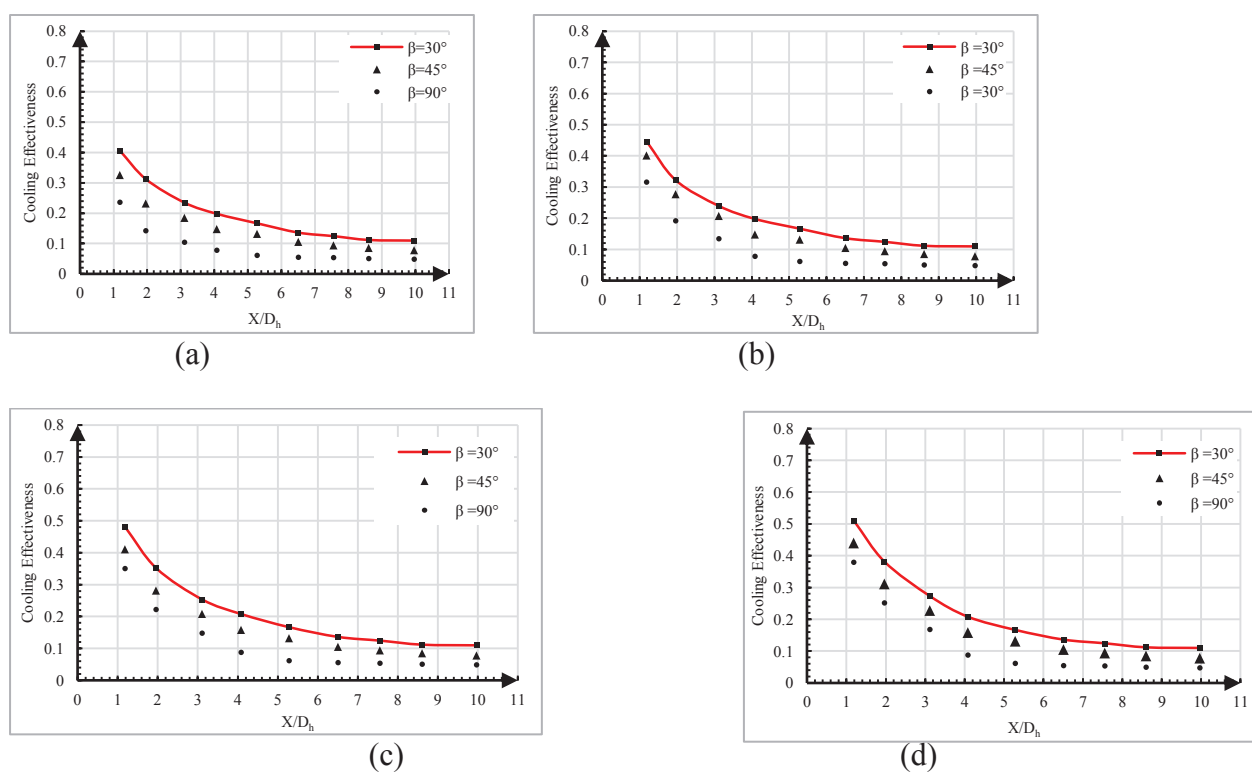 0.8
0.7
0.6
0.5
0.4
0.3
0.2
0.1
0
Cooling Effectiveness
β=30°
β=45°
β=90°
0 1 2 3 4 5 6 7 8 9 10 11
X/Dh
(a)
0.8
0.7
0.6
0.5
0.4
0.3
0.2
0.1
0
Cooling Effectiveness
β =30°
β =45°
β =30°
0 1 2 3 4 5 6 7 8 9 10 11
X/Dh
(b)
0.8
0.7
0.6
0.5
0.4
0.3
0.2
0.1
0
Cooling Effectiveness
β =30°
β =45°
β =90°
0 1 2 3 4 5 6 7 8 9 10 11
X/Dh
(c)
0.8
0.7
0.6
0.5
0.4
0.3
0.2
0.1
0
Cooling Effectiveness
β =30°
β =45°
β =90°
0 1 2 3 4 5 6 7 8 9 10 11
X/Dh
(d)